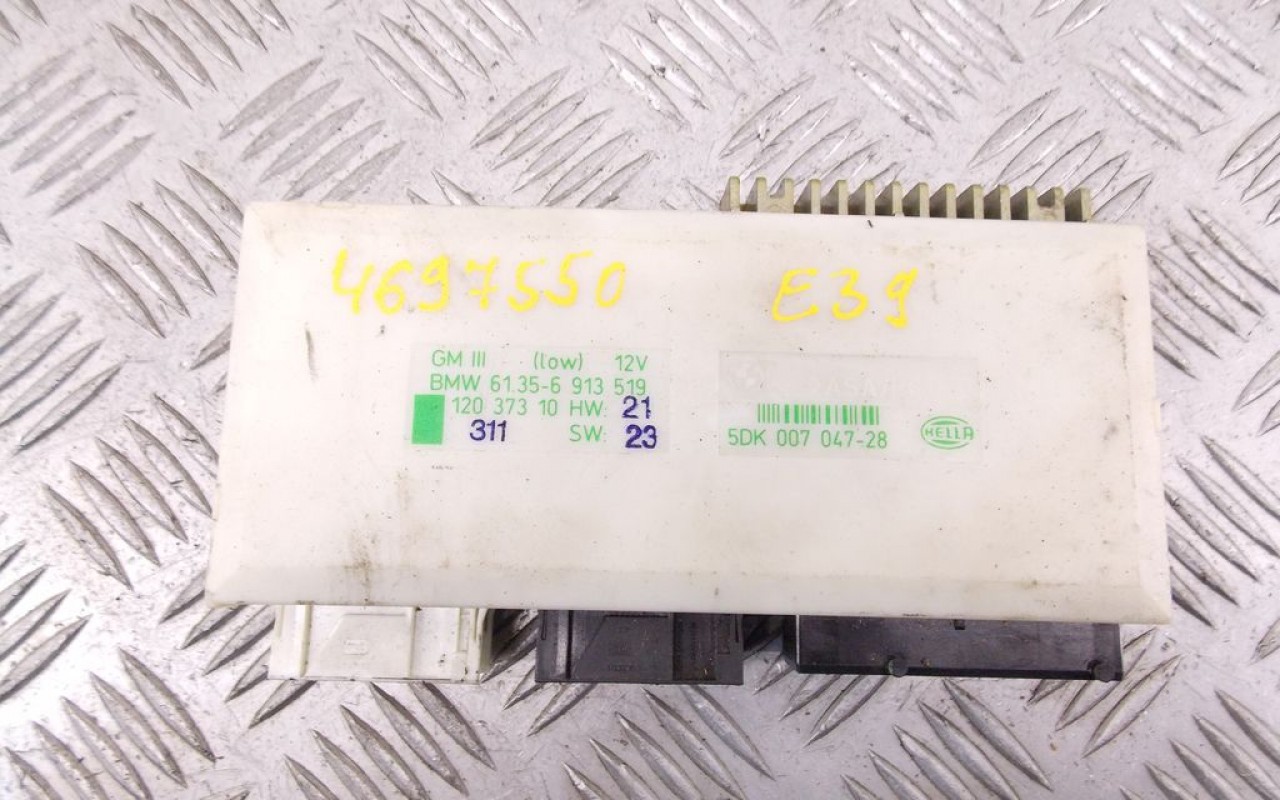 4697550 E39
GM III (low) 12V
BMW 61.35-6 913 519
120 373 10 HW: 21
311 SW: 23
5DK 007 047-28
HELLA